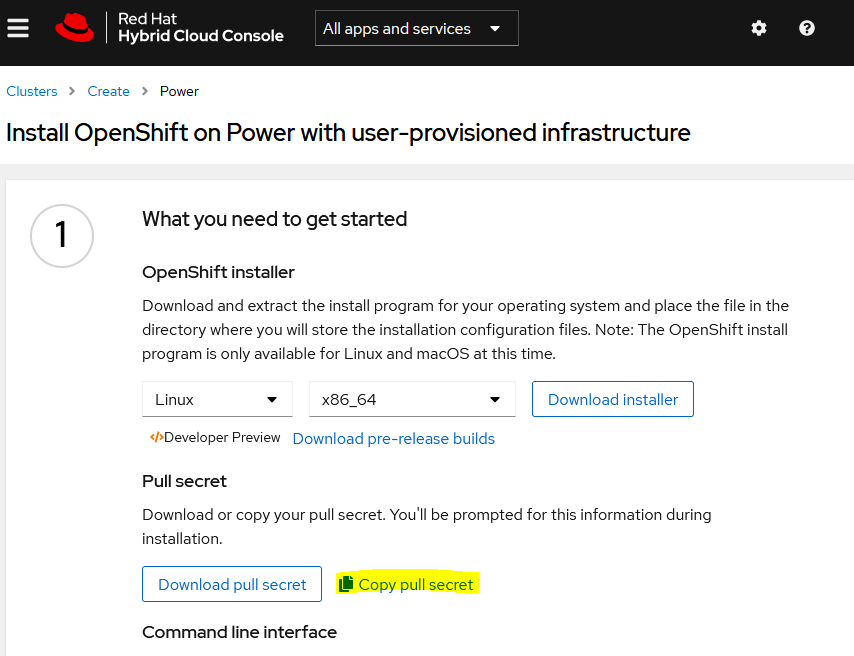 Red Hat
Hybrid Cloud Console
All apps and services
Clusters > Create > Power
Install OpenShift on Power with user-provisioned infrastructure
1
What you need to get started
OpenShift installer
Download and extract the install program for your operating system and place the file in the
directory where you will store the installation configuration files. Note: The OpenShift install
program is only available for Linux and macOS at this time.
Linux x86_64 Download installer
</>Developer Preview Download pre-release builds
Pull secret
Download or copy your pull secret. You'll be prompted for this information during
installation.
Download pull secret Copy pull secret
Command line interface